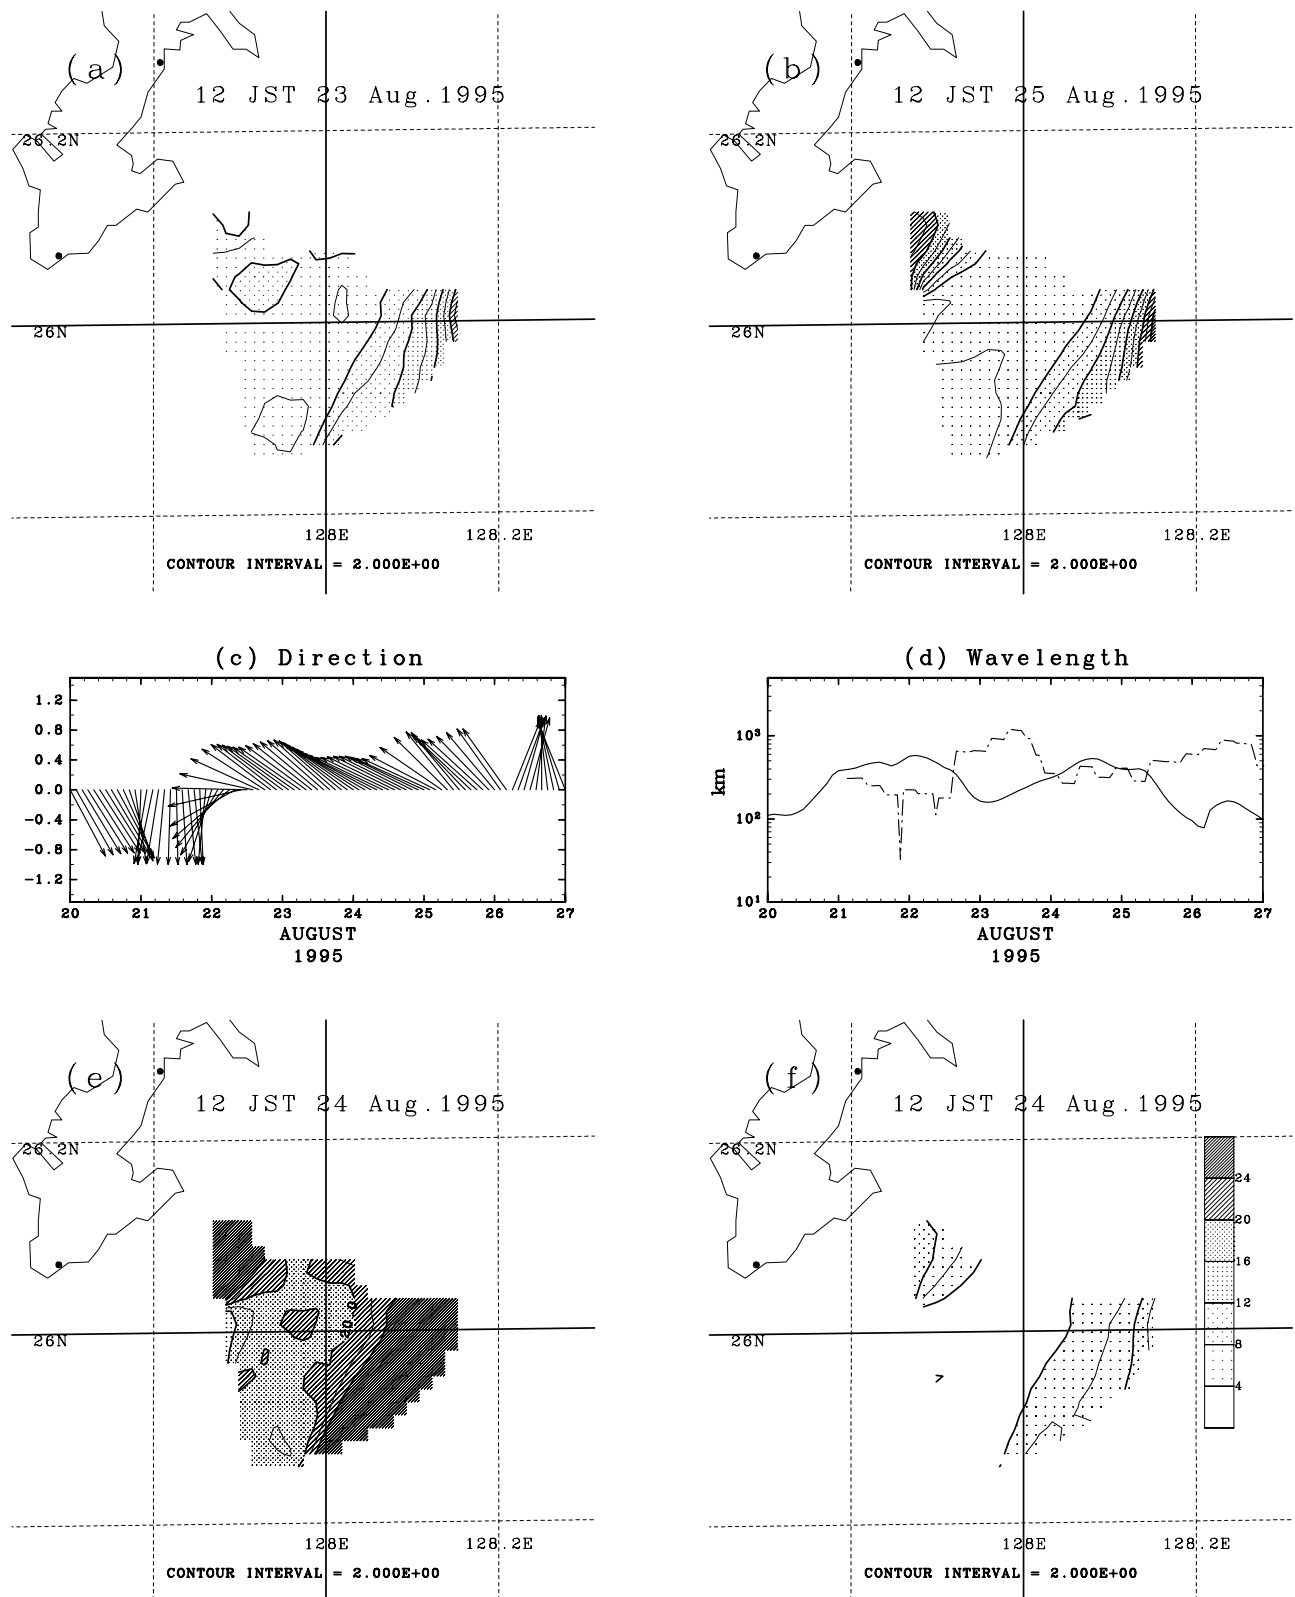 (a)
12 JST 23 Aug.1995
26.2N
26N
128E 128.2E
CONTOUR INTERVAL = 2.000E+00
(b)
12 JST 25 Aug.1995
26.2N
26N
128E 128.2E
CONTOUR INTERVAL = 2.000E+00
(c) Direction
1.2
0.8
0.4
0.0
-0.4
-0.8
-1.2
20 21 22 23 24 25 26 27
AUGUST
1995
(d) Wavelength
km
10³
10²
10¹
20 21 22 23 24 25 26 27
AUGUST
1995
(e)
12 JST 24 Aug.1995
26.2N
20.0
26N
128E 128.2E
CONTOUR INTERVAL = 2.000E+00
(f)
12 JST 24 Aug.1995
26.2N
26N
24
20
16
12
8
4
128E 128.2E
CONTOUR INTERVAL = 2.000E+00